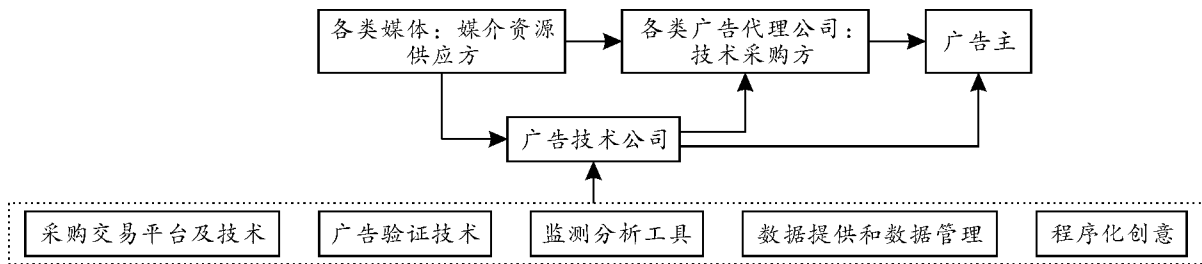 各类媒体：媒介资源
供应方
各类广告代理公司：
技术采购方
广告主
广告技术公司
采购交易平台及技术
广告验证技术
监测分析工具
数据提供和数据管理
程序化创意